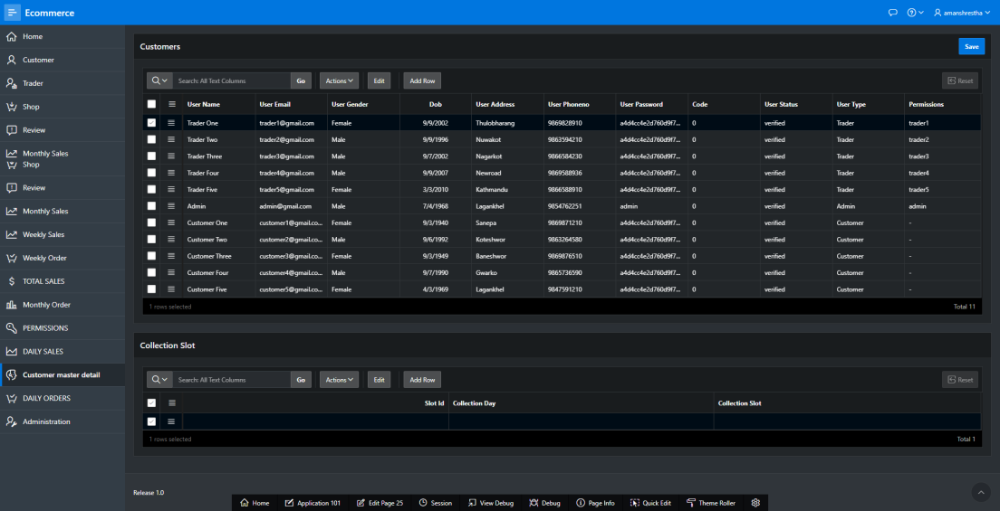 Ecommerce
amanshrestha
Home
Customer
Trader
Shop
Review
Monthly Sales
Shop
Review
Monthly Sales
Weekly Sales
Weekly Order
TOTAL SALES
Monthly Order
PERMISSIONS
DAILY SALES
Customer master detail
DAILY ORDERS
Administration
Customers
Save
Search: All Text Columns Go Actions Edit Add Row Reset
User Name User Email User Gender Dob User Address User Phoneno User Password Code User Status User Type Permissions
Trader One trader1@gmail.com Female 9/9/2002 Thulobharang 9869828910 a4d4cc4e2d760d9f7... 0 verified Trader trader1
Trader Two trader2@gmail.com Male 9/9/1996 Nuwakot 9863594210 a4d4cc4e2d760d9f7... 0 verified Trader trader2
Trader Three trader3@gmail.com Male 9/7/2002 Nagarkot 9866584230 a4d4cc4e2d760d9f7... 0 verified Trader trader3
Trader Four trader4@gmail.com Male 9/9/2007 Newroad 9869588936 a4d4cc4e2d760d9f7... 0 verified Trader trader4
Trader Five trader5@gmail.com Female 3/3/2010 Kathmandu 9866588910 a4d4cc4e2d760d9f7... 0 verified Trader trader5
Admin admin@gmail.com Male 7/4/1968 Lagankhel 9854762251 admin 0 verified Admin admin
Customer One customer1@gmail.co... Female 9/3/1940 Sanepa 9869871210 a4d4cc4e2d760d9f7... 0 verified Customer -
Customer Two customer2@gmail.co... Male 9/6/1992 Koteshwor 9863264580 a4d4cc4e2d760d9f7... 0 verified Customer -
Customer Three customer3@gmail.co... Female 9/3/1949 Baneshwor 9869876510 a4d4cc4e2d760d9f7... 0 verified Customer -
Customer Four customer4@gmail.co... Male 9/7/1990 Gwarko 9865736590 a4d4cc4e2d760d9f7... 0 verified Customer -
Customer Five customer5@gmail.co... Female 4/3/1969 Lagankhel 9847591210 a4d4cc4e2d760d9f7... 0 verified Customer -
1 rows selected Total 11
Collection Slot
Search: All Text Columns Go Actions Edit Add Row Reset
Slot Id Collection Day Collection Slot
1 rows selected Total 1
Release 1.0
Home Application 101 Edit Page 25 Session View Debug Debug Page Info Quick Edit Theme Roller